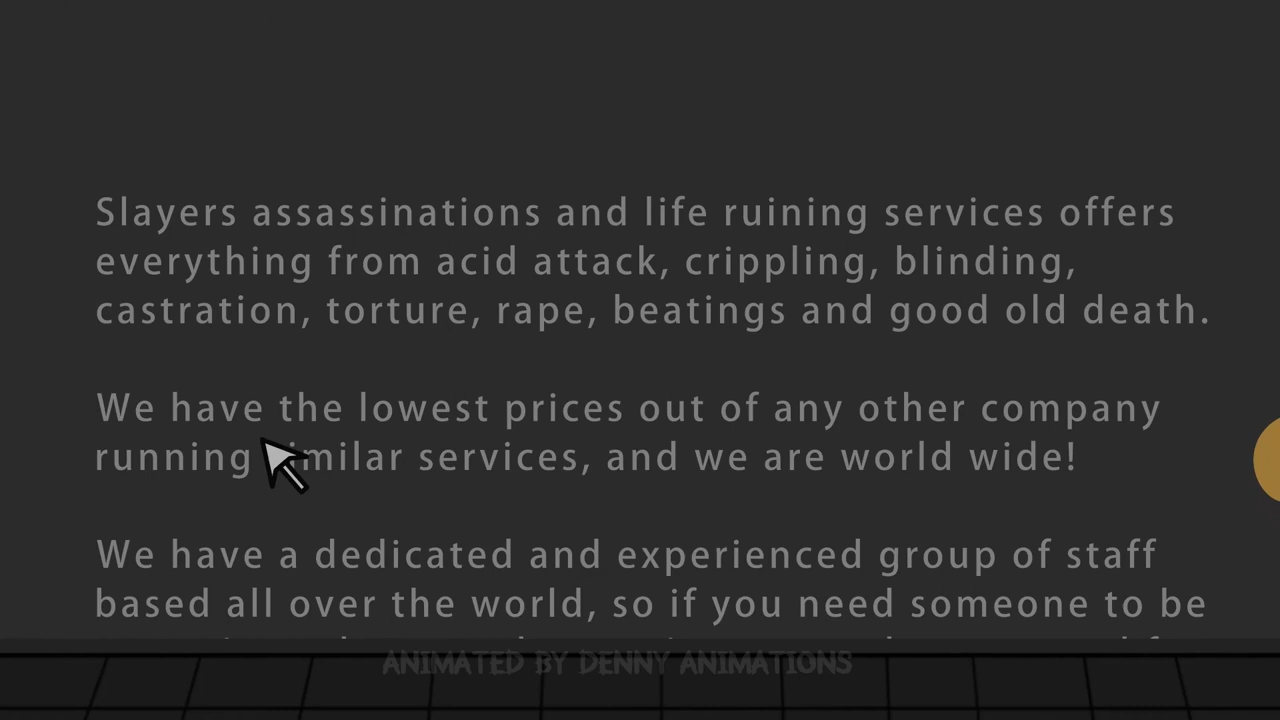 Slayers assassinations and life ruining services offers
everything from acid attack, crippling, blinding,
castration, torture, rape, beatings and good old death.
We have the lowest prices out of any other company
running similar services, and we are world wide!
We have a dedicated and experienced group of staff
based all over the world, so if you need someone to be
ANIMATED BY DENNY ANIMATIONS